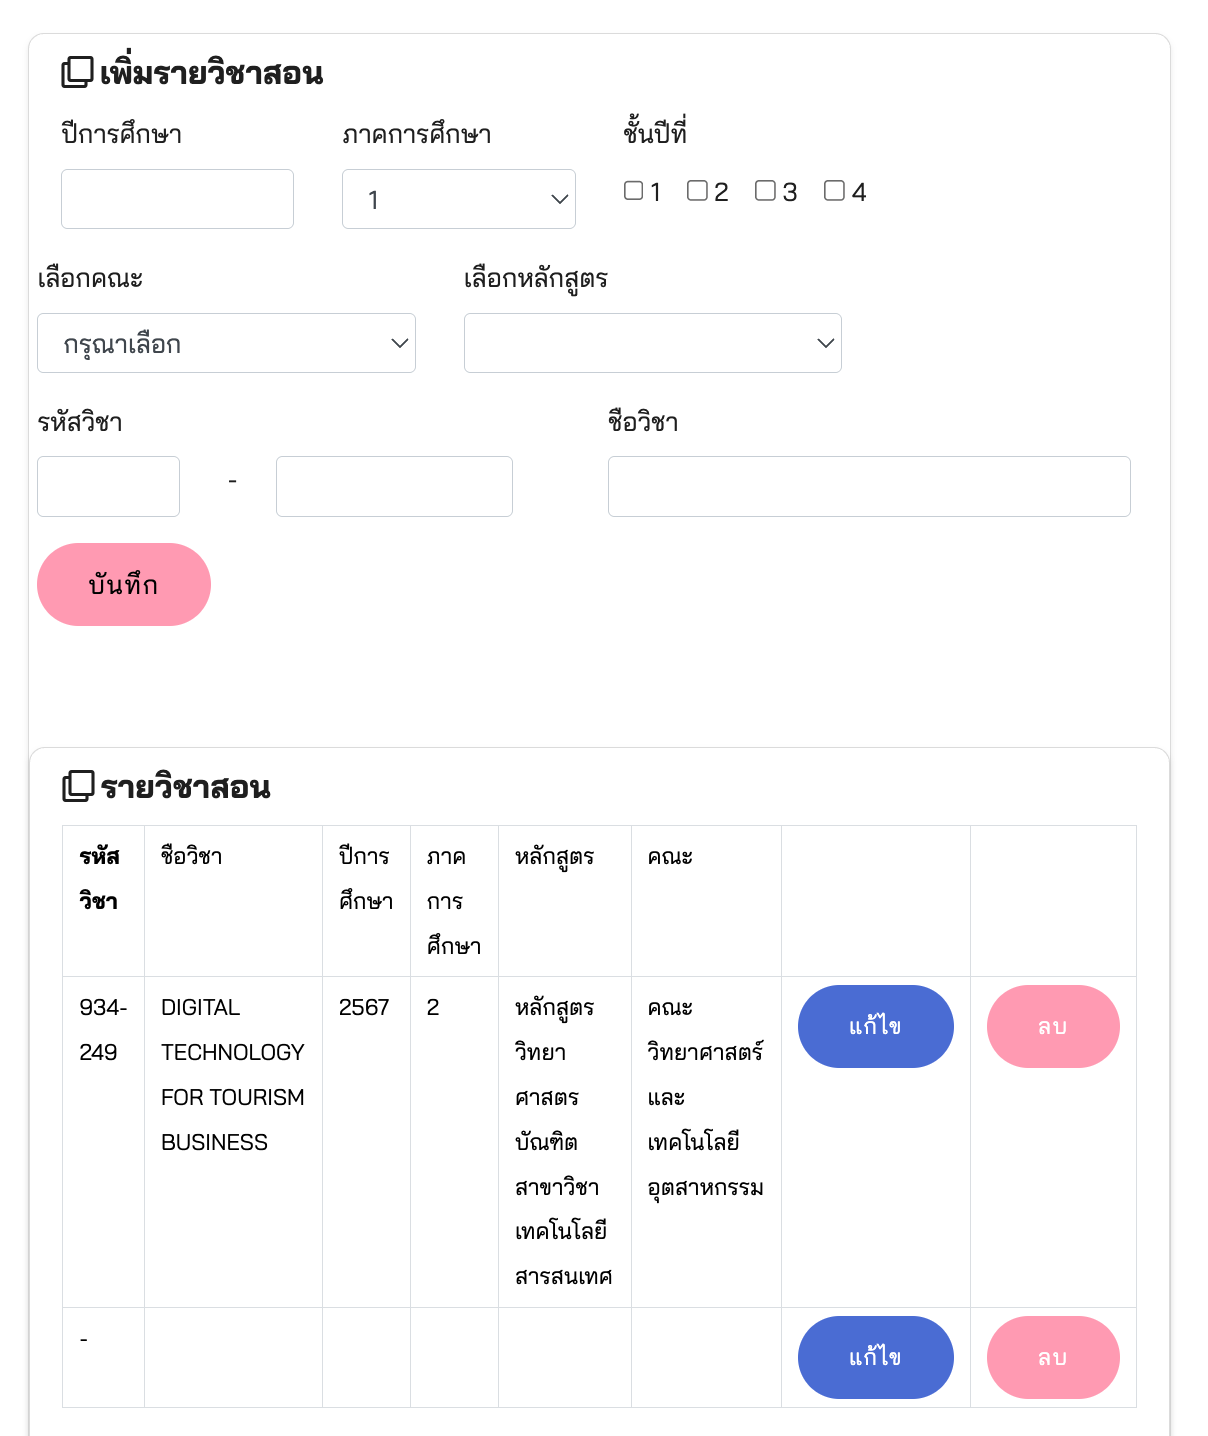 เพิ่มรายวิชาสอน
ปีการศึกษา ภาคการศึกษา ชั้นปีที่
1 1 2 3 4
เลือกคณะ เลือกหลักสูตร
กรุณาเลือก
รหัสวิชา ชื่อวิชา
-
บันทึก
รายวิชาสอน
รหัส ชื่อวิชา ปีการ ภาค หลักสูตร คณะ
วิชา ศึกษา การ
ศึกษา
934- DIGITAL 2567 2 หลักสูตร คณะ แก้ไข ลบ
249 TECHNOLOGY วิทยา วิทยาศาสตร์
FOR TOURISM ศาสตร และ
BUSINESS บัณฑิต เทคโนโลยี
สาขาวิชา อุตสาหกรรม
เทคโนโลยี
สารสนเทศ
- แก้ไข ลบ